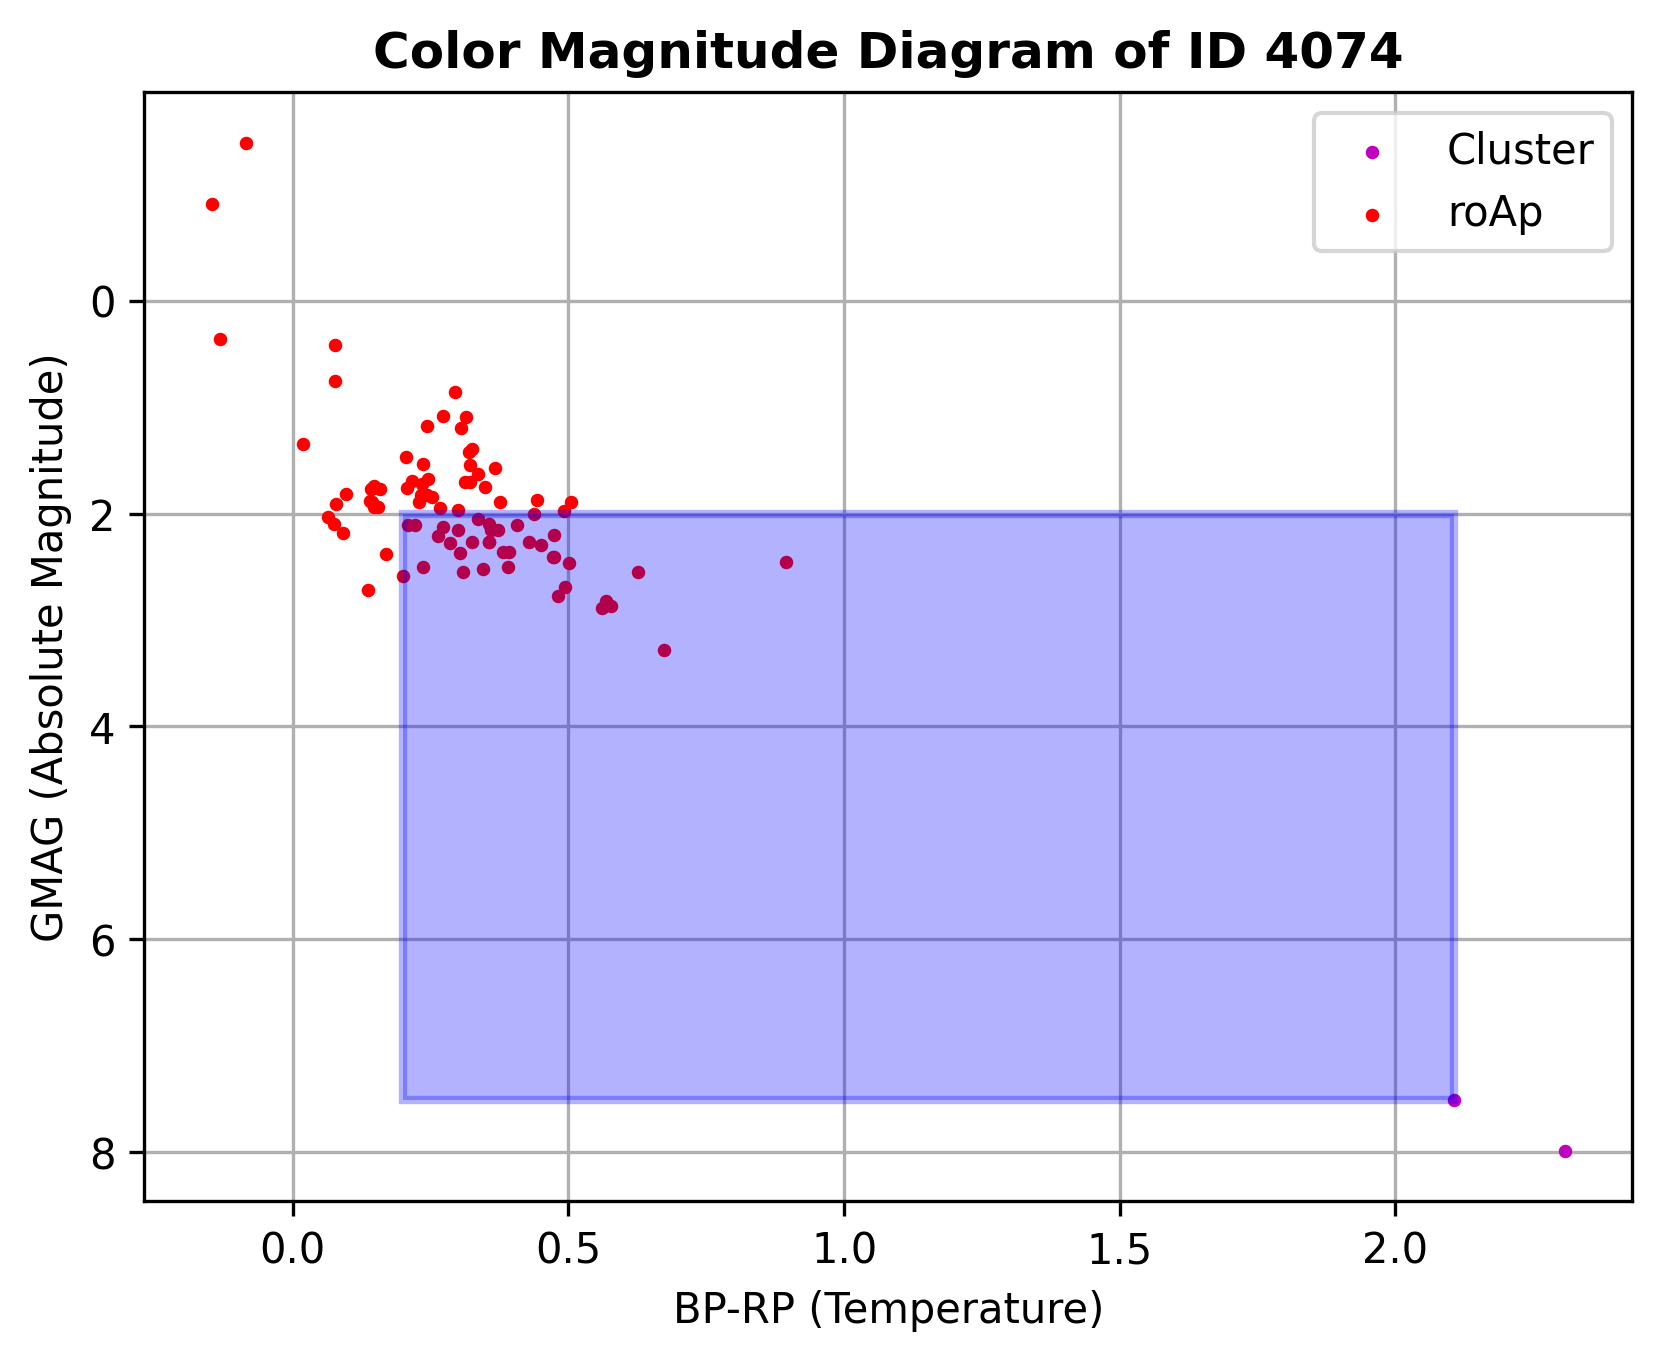 Color Magnitude Diagram of ID 4074
Cluster
roAp
GMAG (Absolute Magnitude)
0
2
4
6
8
0.0 0.5 1.0 1.5 2.0
BP-RP (Temperature)